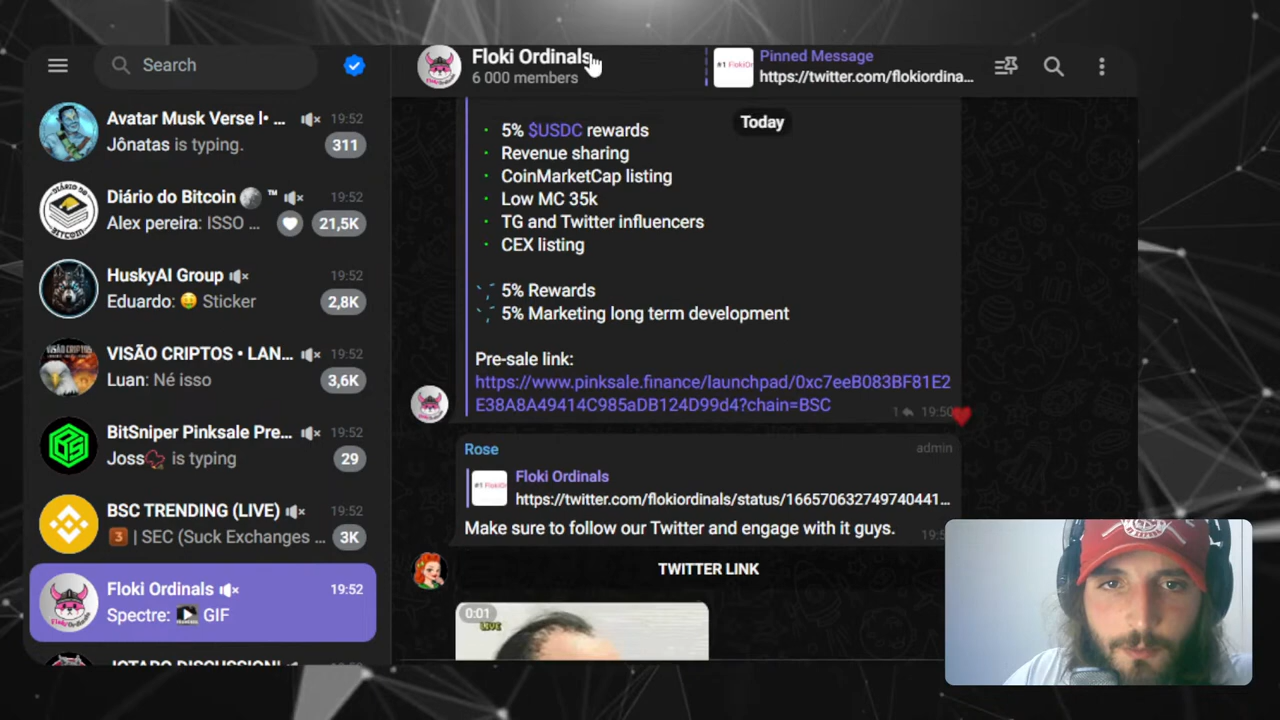 Search
Avatar Musk Verse l• ...
19:52
Jônatas is typing.
311
Diário do Bitcoin ™
19:52
Alex pereira: ISSO ...
21,5K
HuskyAI Group
19:52
Eduardo: 🤑 Sticker
2,8K
VISÃO CRIPTOS • LAN...
19:52
Luan: Né isso
3,6K
BitSniper Pinksale Pre...
19:52
Joss is typing
29
BSC TRENDING (LIVE)
19:52
3 | SEC (Suck Exchanges ...
3K
Floki Ordinals
19:52
Spectre: GIF
Floki Ordinals
6 000 members
Pinned Message
https://twitter.com/flokiordina...
Today
• 5% $USDC rewards
• Revenue sharing
• CoinMarketCap listing
• Low MC 35k
• TG and Twitter influencers
• CEX listing
5% Rewards
5% Marketing long term development
Pre-sale link:
https://www.pinksale.finance/launchpad/0xc7eeB083BF81E2
E38A8A49414C985aDB124D99d4?chain=BSC
1 19:50
Rose
admin
Floki Ordinals
https://twitter.com/flokiordinals/status/166570632749740441...
Make sure to follow our Twitter and engage with it guys.
TWITTER LINK
0:01
LIVE